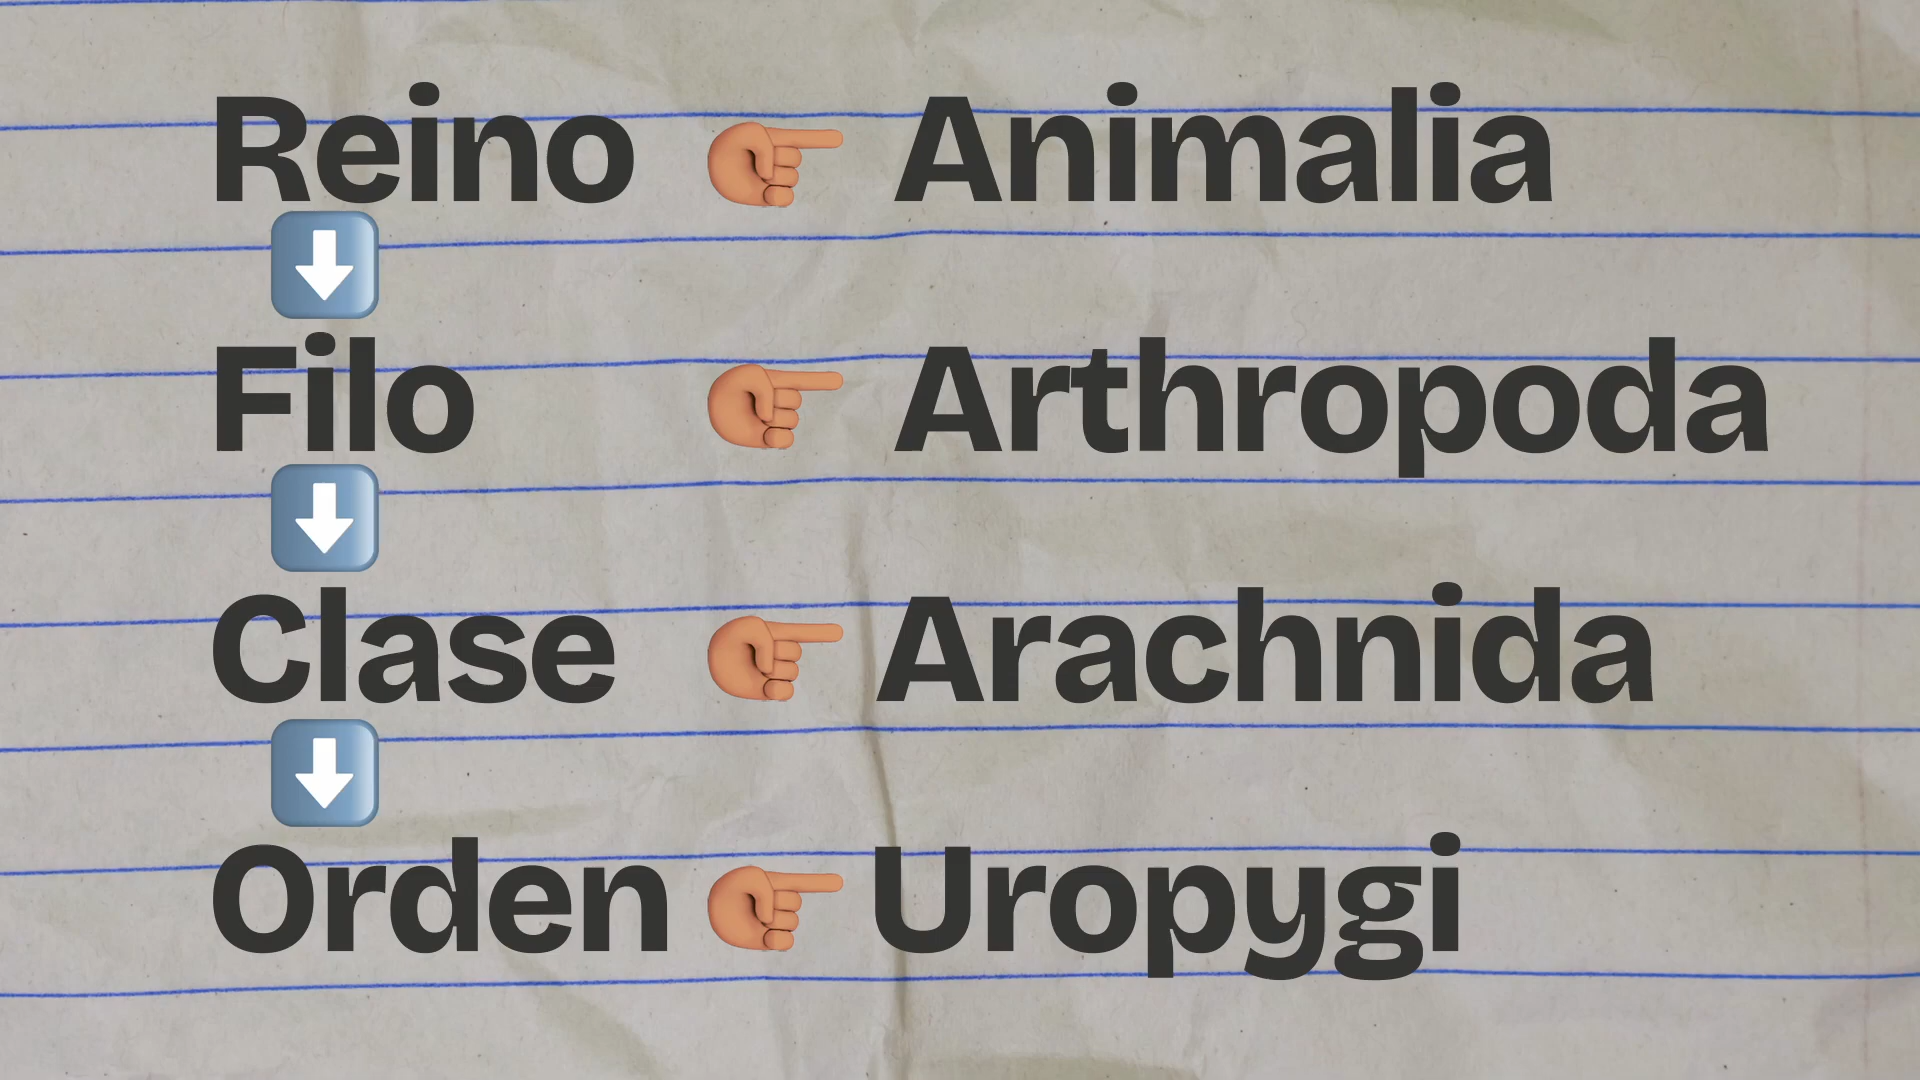 Reino 👉🏽 Animalia
⬇️
Filo 👉🏽 Arthropoda
⬇️
Clase 👉🏽 Arachnida
⬇️
Orden 👉🏽 Uropygi